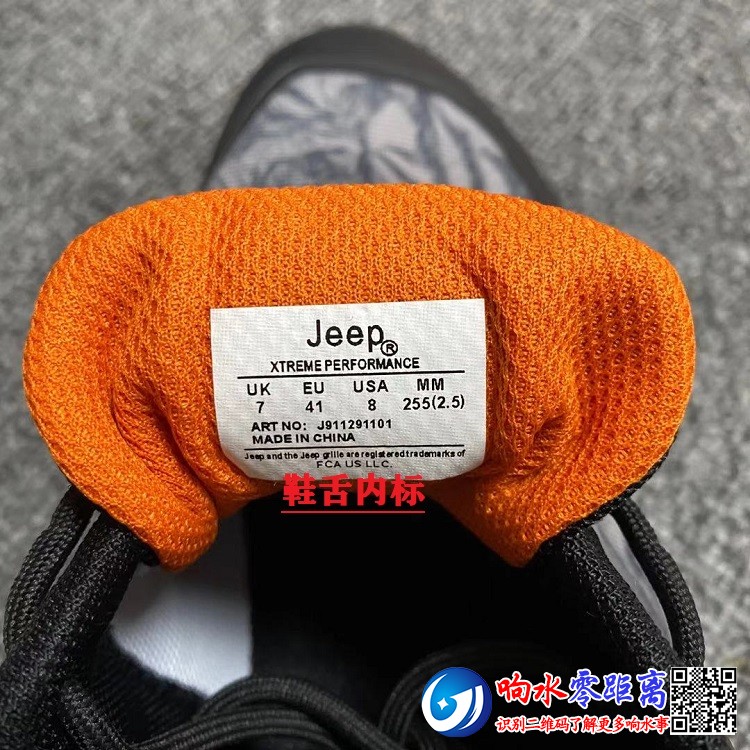 Jeep®
XTREME PERFORMANCE
UK EU USA MM
7 41 8 255(2.5)
ART NO: J911291101
MADE IN CHINA
Jeep and the Jeep grille are registered trademarks of
FCA US LLC.
鞋舌内标
响水零距离
识别二维码了解更多响水事